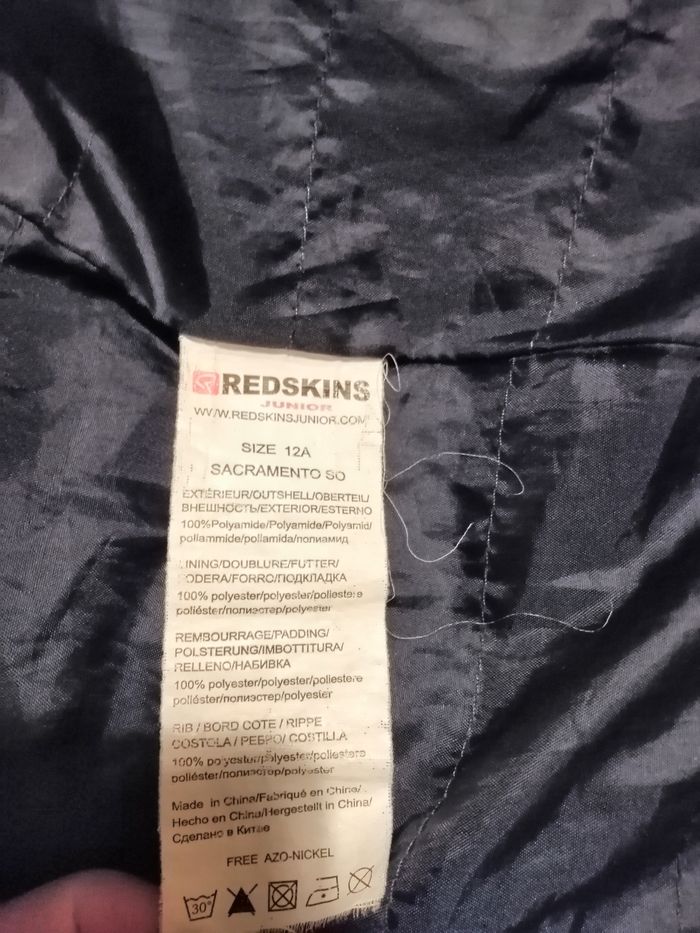 REDSKINS
JUNIOR
WWW.REDSKINSJUNIOR.COM
SIZE 12A
SACRAMENTO SO
EXTÉRIEUR/OUTSHELL/OBERTEIL/
ВНЕШНОСТЬ/EXTERIOR/ESTERNO
100%Polyamide/Polyamide/Polyamid/
poliammide/poliamida/полиамид
LINING/DOUBLURE/FUTTER/
FODERA/FORRO/ПОДКЛАДКА
100% polyester/polyester/poliestere
poliéster/полиэстер/polyester
REMBOURRAGE/PADDING/
POLSTERUNG/IMBOTTITURA/
RELLENO/НАБИВКА
100% polyester/polyester/poliestere
poliéster/полиэстер/polyester
RIB / BORD COTE / RIPPE
COSTOLA / РЕБРО/ COSTILLA
100% polyester/polyester/poliestere
poliéster/полиэстер/polyester
Made in China/Fabriqué en Chine/
Hecho en China/Hergestellt in China/
Сделано в Китае
FREE AZO-NICKEL
30°